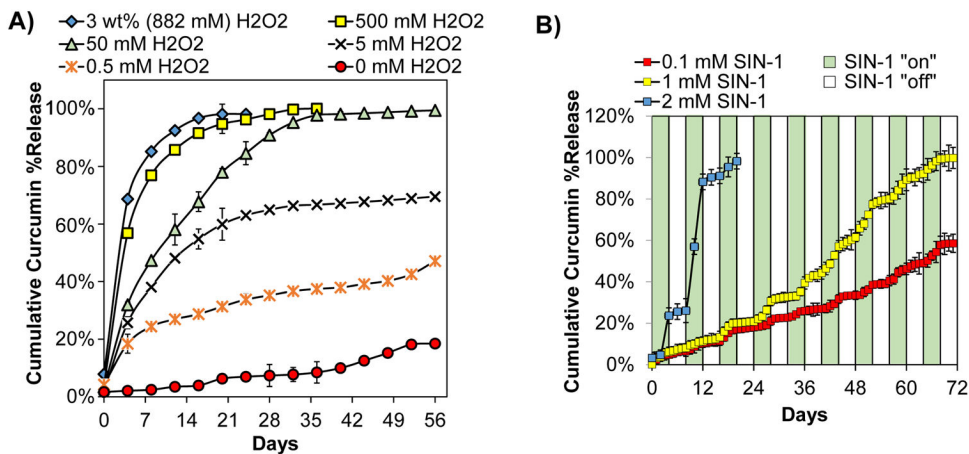 A)
3 wt% (882 mM) H2O2
500 mM H2O2
50 mM H2O2
5 mM H2O2
0.5 mM H2O2
0 mM H2O2
Cumulative Curcumin %Release
100%
80%
60%
40%
20%
0%
0 7 14 21 28 35 42 49 56
Days
B)
0.1 mM SIN-1
1 mM SIN-1
2 mM SIN-1
SIN-1 "on"
SIN-1 "off"
Cumulative Curcumin %Release
120%
100%
80%
60%
40%
20%
0%
0 12 24 36 48 60 72
Days